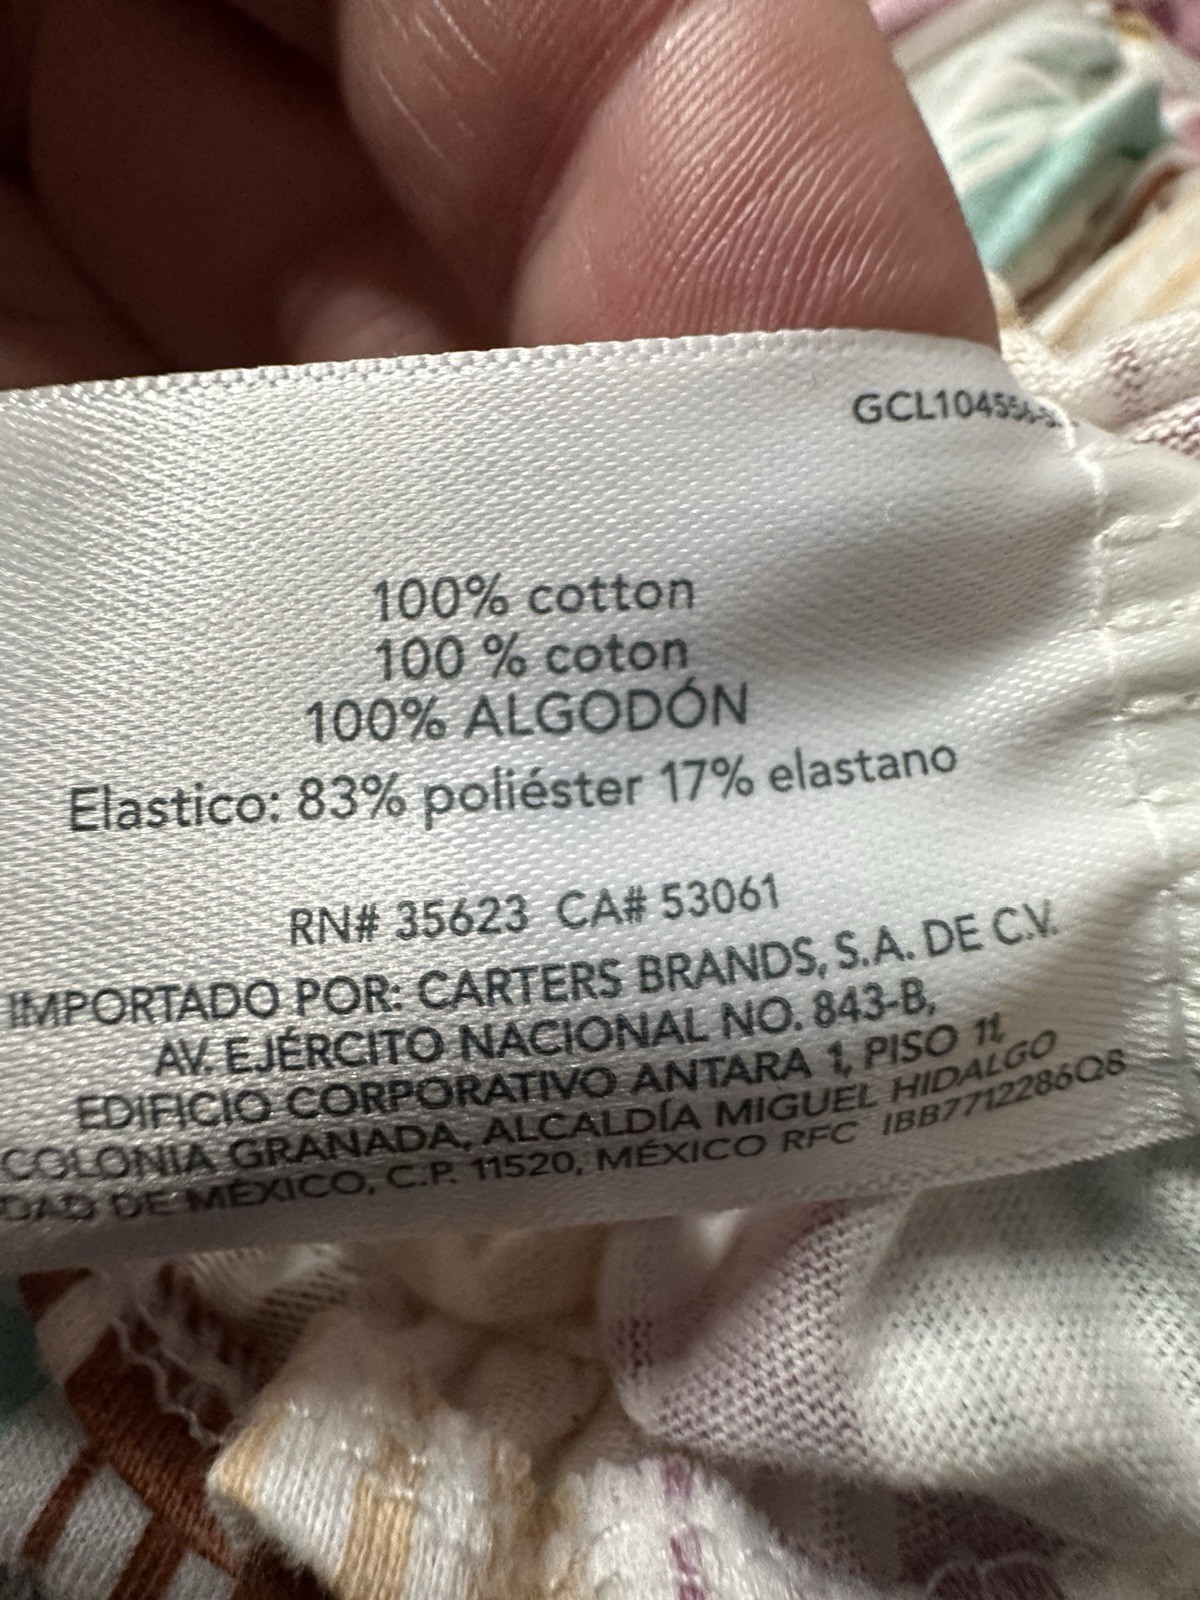 100% cotton
100 % coton
100% ALGODÓN
Elastico: 83% poliéster 17% elastano
RN# 35623 CA# 53061
IMPORTADO POR: CARTERS BRANDS, S.A. DE C.V.
AV. EJÉRCITO NACIONAL NO. 843-B,
EDIFICIO CORPORATIVO ANTARA 1, PISO 11,
COLONIA GRANADA, ALCALDÍA MIGUEL HIDALGO
DAD DE MÉXICO, C.P. 11520, MÉXICO RFC IBB7712286Q8